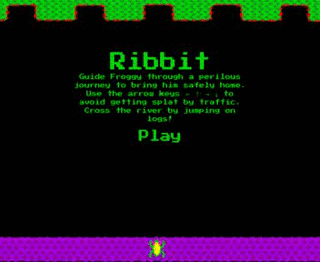 Ribbit
Guide Froggy through a perilous
journey to bring him safely home.
Use the arrow keys ← ↑ → ↓ to
avoid getting splat by traffic.
Cross the river by jumping on
logs!
Play